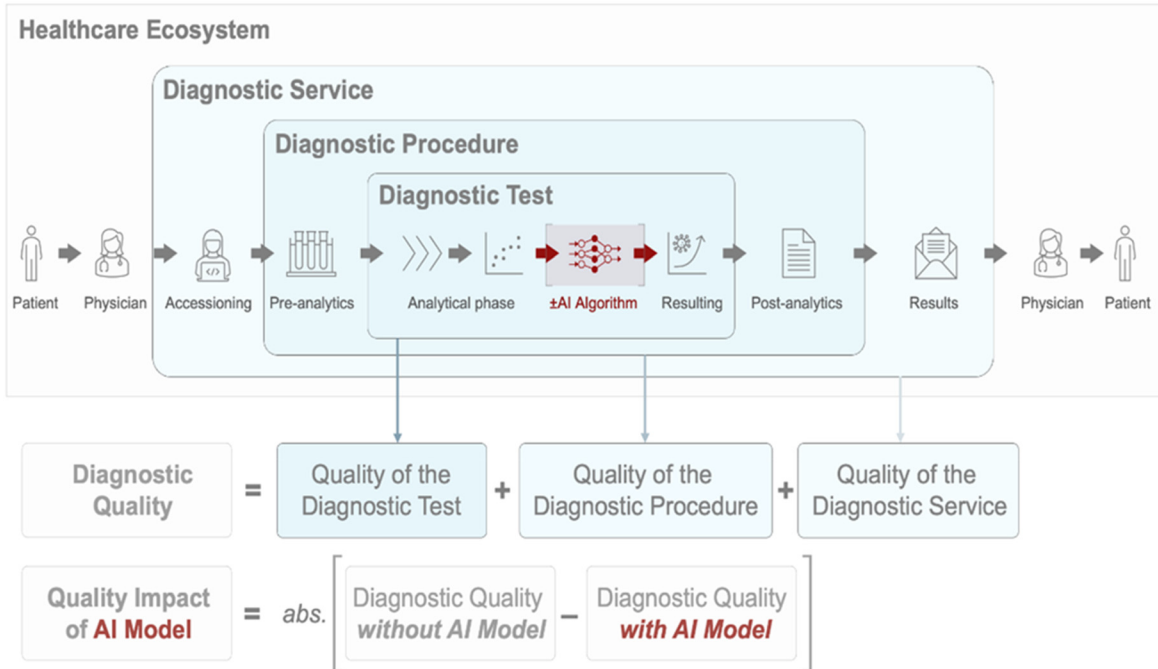 Healthcare Ecosystem
Diagnostic Service
Diagnostic Procedure
Diagnostic Test
</>
Patient
Physician
Accessioning
Pre-analytics
Analytical phase
±AI Algorithm
Resulting
Post-analytics
Results
Physician
Patient
Diagnostic
Quality
=
Quality of the
Diagnostic Test
+
Quality of the
Diagnostic Procedure
+
Quality of the
Diagnostic Service
Quality Impact
of AI Model
=
abs.
Diagnostic Quality
without AI Model
−
Diagnostic Quality
with AI Model